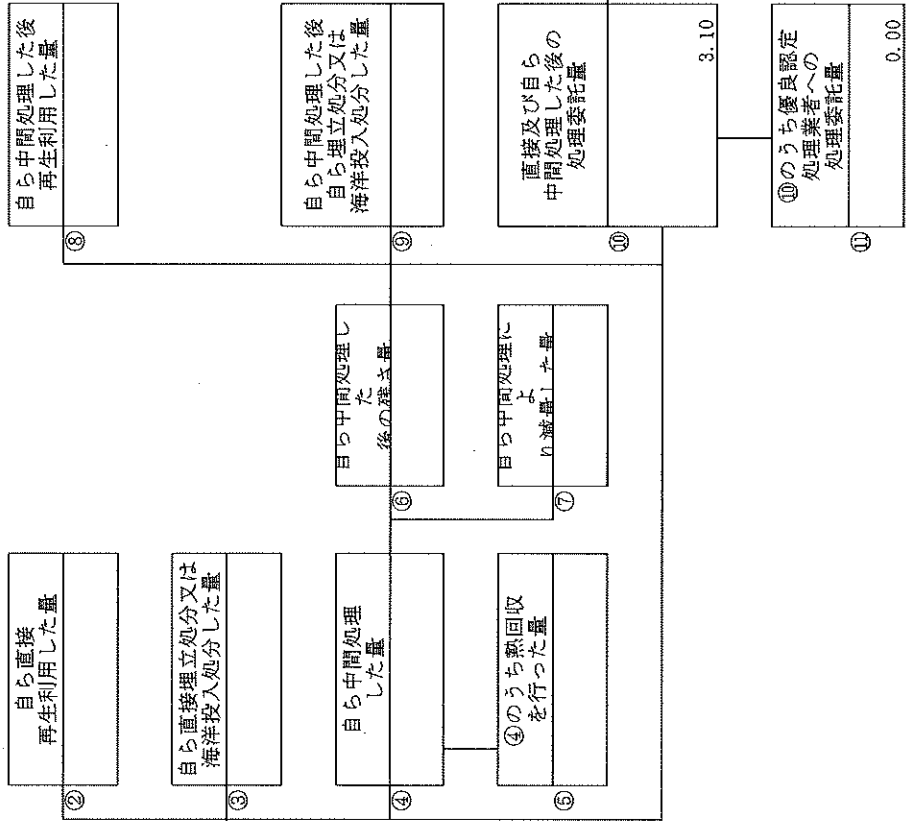 ②
自ら直接
再生利用した量
③
自ら直接埋立処分又は
海洋投入処分した量
④
自ら中間処理
した量
⑤
④のうち熱回収
を行った量
⑥
自ら中間処理し
た
後の残さ量
⑦
自ら中間処理に
よ
り減量した量
⑧
自ら中間処理した後
再生利用した量
⑨
自ら中間処理した後
自ら埋立処分又は
海洋投入処分した量
⑩
直接及び自ら
中間処理した後の
処理委託量
3.10
⑪
⑩のうち優良認定
処理業者への
処理委託量
0.00